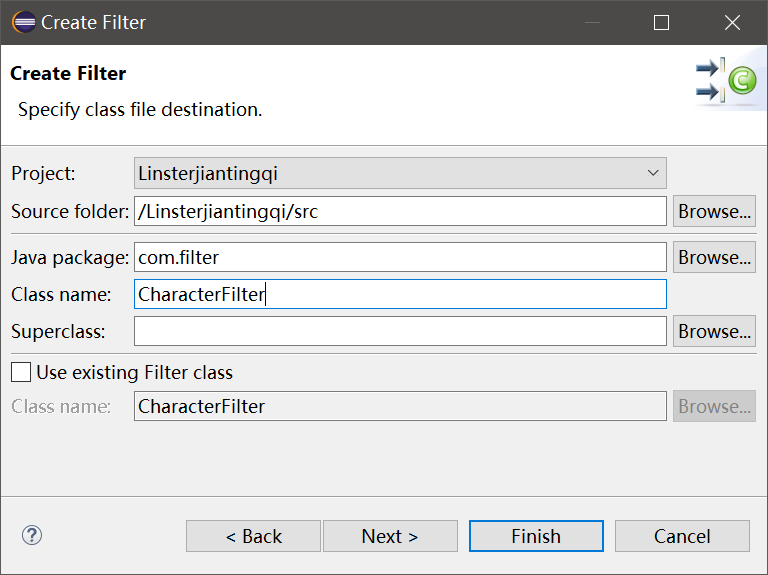 Create Filter
Create Filter
Specify class file destination.
Project: Linsterjiantingqi
Source folder: /Linsterjiantingqi/src Browse...
Java package: com.filter Browse...
Class name: CharacterFilter
Superclass: Browse...
Use existing Filter class
Class name: CharacterFilter Browse...
< Back Next > Finish Cancel